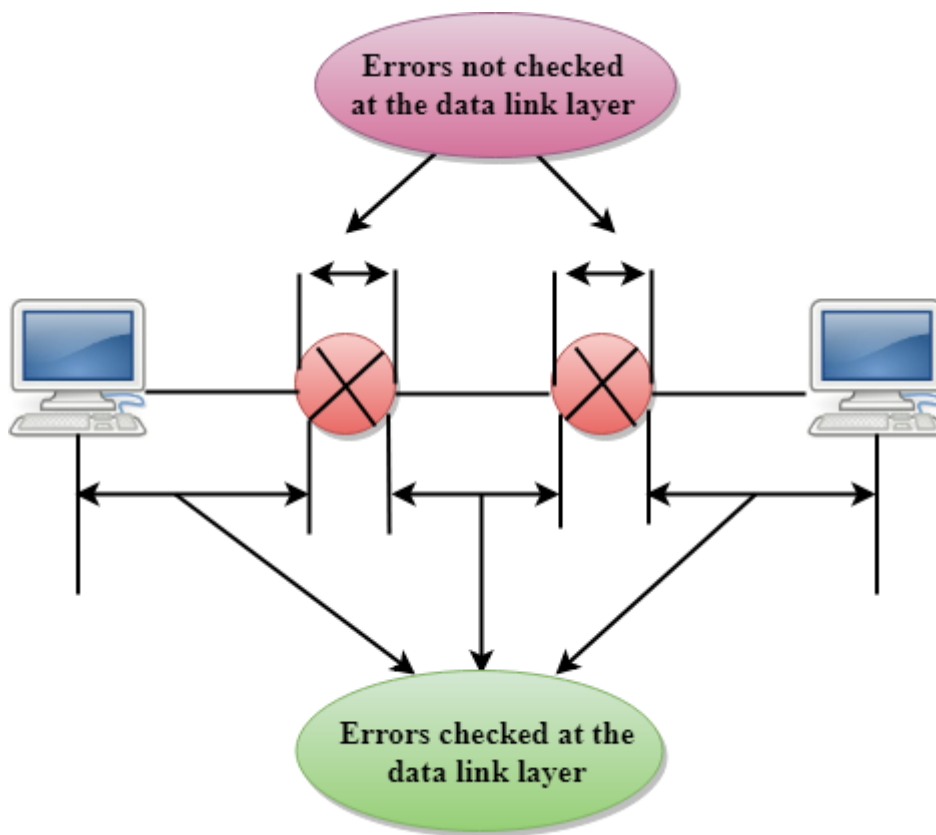 Errors not checked
at the data link layer
Errors checked at the
data link layer